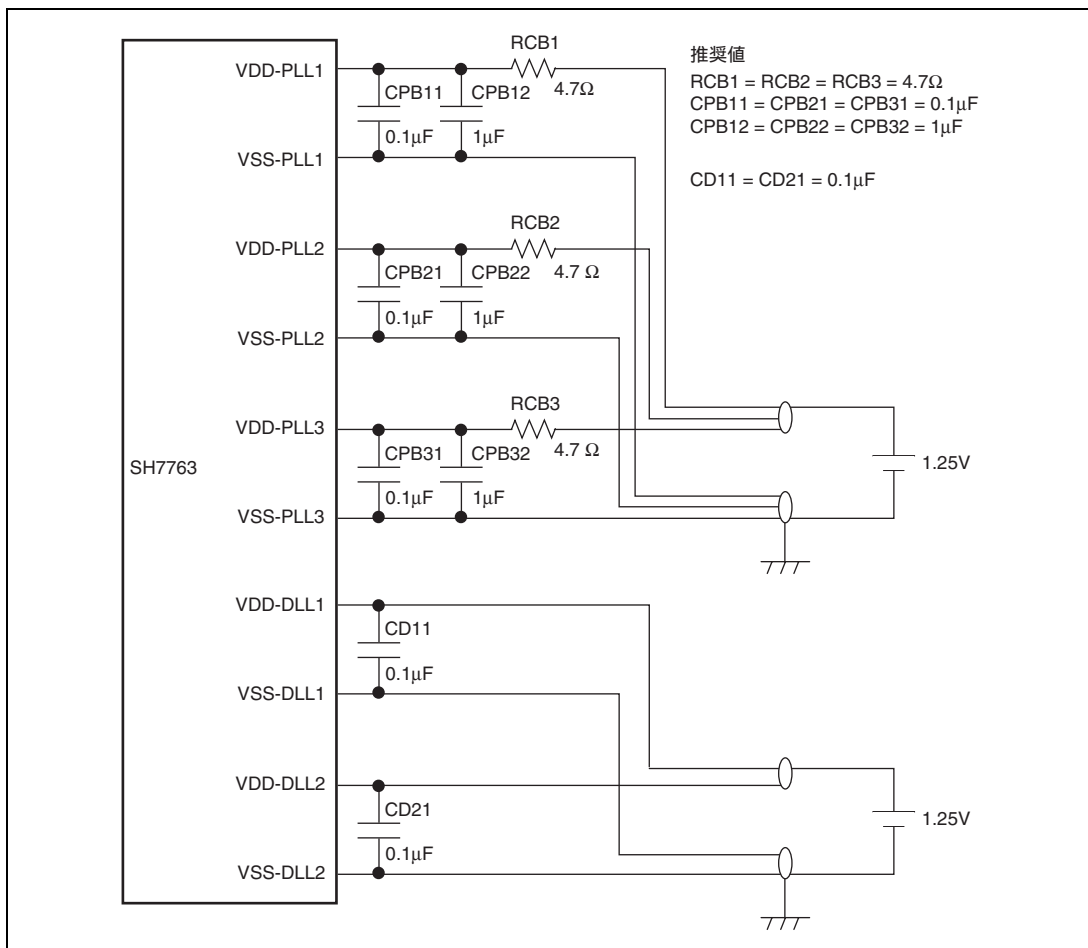 RCB1
推奨値
VDD-PLL1
RCB1 = RCB2 = RCB3 = 4.7Ω
CPB11
CPB12
4.7Ω
CPB11 = CPB21 = CPB31 = 0.1μF
CPB12 = CPB22 = CPB32 = 1μF
0.1μF
1μF
VSS-PLL1
CD11 = CD21 = 0.1μF
RCB2
VDD-PLL2
CPB21
CPB22
4.7 Ω
0.1μF
1μF
VSS-PLL2
RCB3
VDD-PLL3
CPB31
CPB32
4.7 Ω
SH7763
1.25V
0.1μF
1μF
VSS-PLL3
VDD-DLL1
CD11
0.1μF
VSS-DLL1
VDD-DLL2
CD21
1.25V
0.1μF
VSS-DLL2